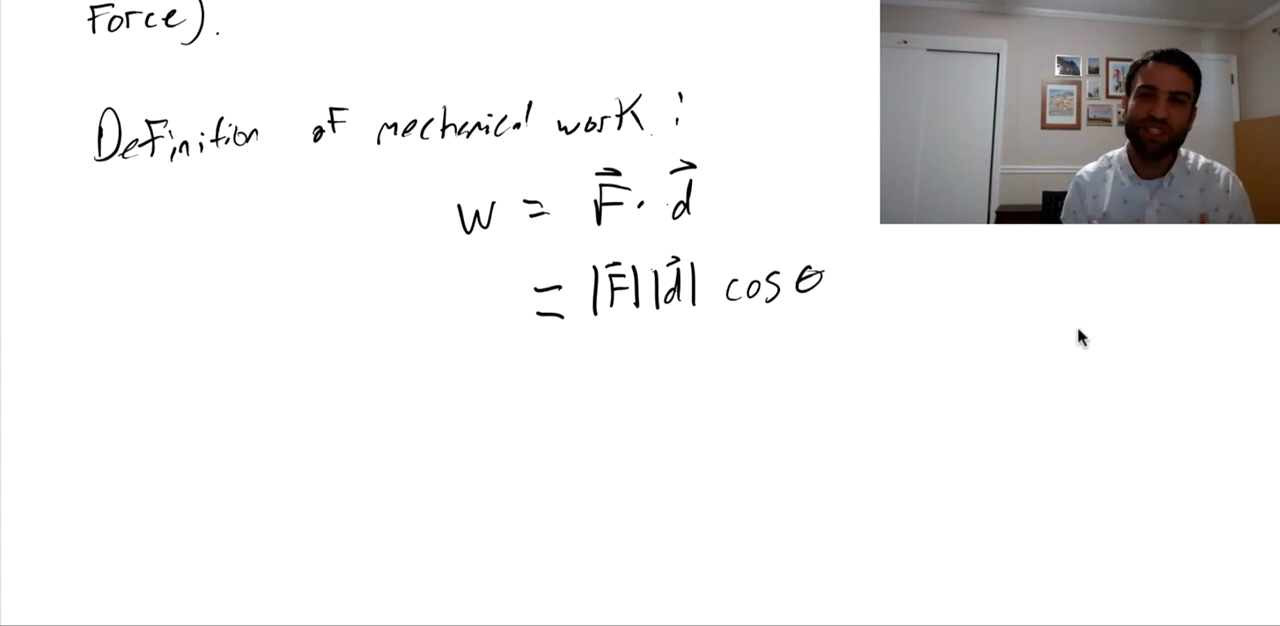 Force).
Definition of mechanical work:
W = F⃗ · d⃗
= |F⃗| |d⃗| cos θ